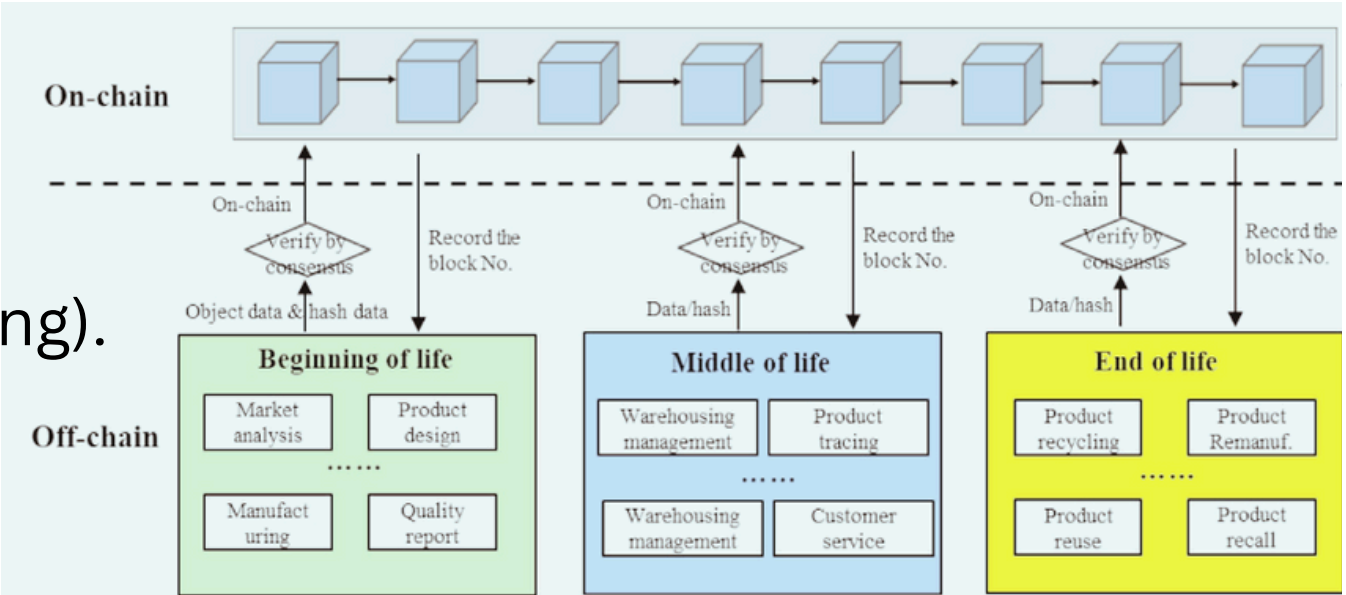 On-chain
On-chain
Verify by
consensus
Record the
block No.
Object data & hash data
On-chain
Verify by
consensus
Record the
block No.
Data/hash
On-chain
Verify by
consensus
Record the
block No.
Data/hash
ng).
Off-chain
Beginning of life
Market
analysis
Product
design
……
Manufact
uring
Quality
report
Middle of life
Warehousing
management
Product
tracing
……
Warehousing
management
Customer
service
End of life
Product
recycling
Product
Remanuf.
……
Product
reuse
Product
recall